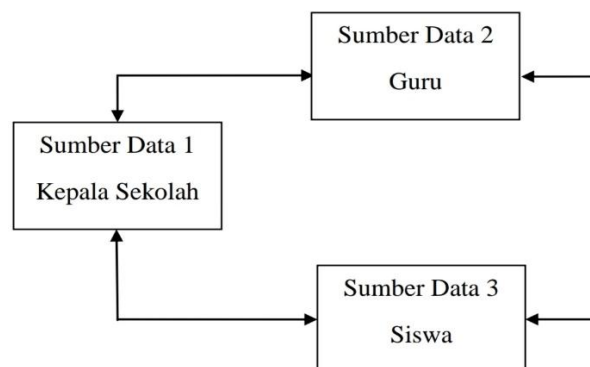 Sumber Data 2
Guru
Sumber Data 1
Kepala Sekolah
Sumber Data 3
Siswa